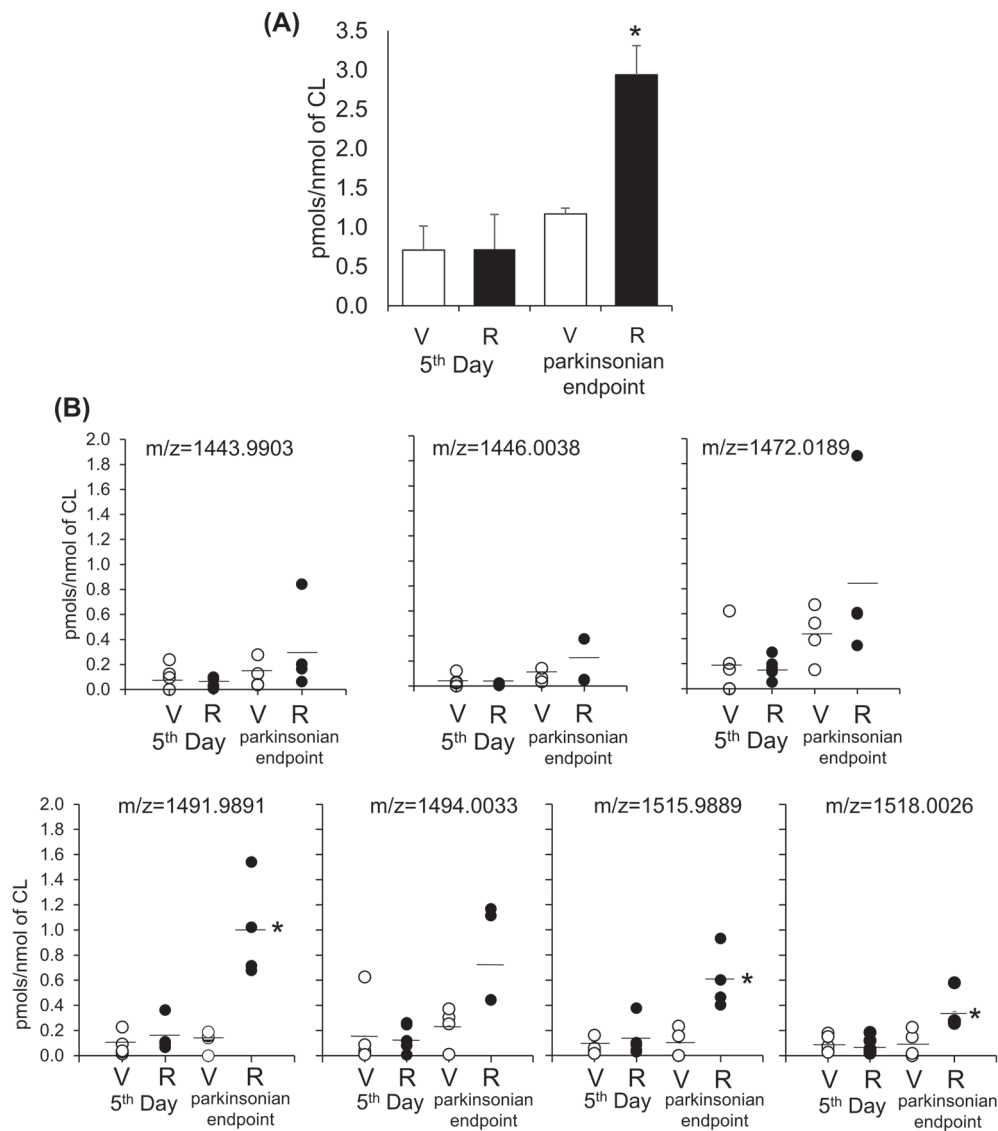 (A)
pmols/nmol of CL
3.5
3.0
2.5
2.0
1.5
1.0
0.5
0.0
*
V R V R
5th Day parkinsonian
endpoint
(B)
pmols/nmol of CL
2.0
1.8
1.6
1.4
1.2
1.0
0.8
0.6
0.4
0.2
0.0
m/z=1443.9903 m/z=1446.0038 m/z=1472.0189
V R V R V R V R V R V R
5th Day parkinsonian 5th Day parkinsonian 5th Day parkinsonian
endpoint endpoint endpoint
pmols/nmol of CL
2.0
1.8
1.6
1.4
1.2
1.0
0.8
0.6
0.4
0.2
0.0
m/z=1491.9891 m/z=1494.0033 m/z=1515.9889 m/z=1518.0026
* * *
V R V R V R V R V R V R V R V R
5th Day parkinsonian 5th Day parkinsonian 5th Day parkinsonian 5th Day parkinsonian
endpoint endpoint endpoint endpoint